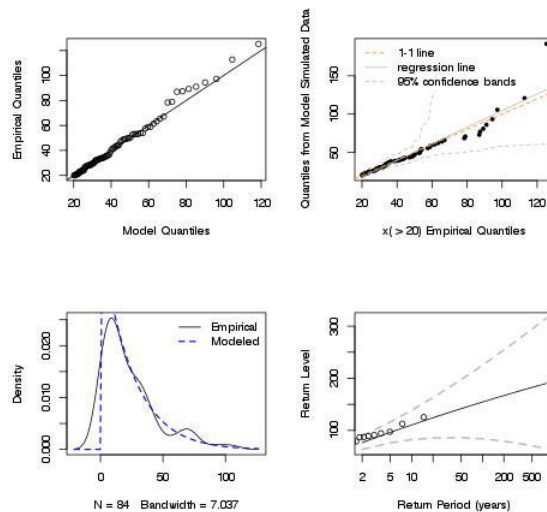 Empirical Quantiles
120
100
80
60
40
20
20 40 60 80 100 120
Model Quantiles
Quantiles from Model Simulated Data
150
100
50
1-1 line
regression line
95% confidence bands
20 40 60 80 100 120
x( > 20) Empirical Quantiles
Density
0.020
0.010
0.000
Empirical
Modeled
0 50 100
N = 84 Bandwidth = 7.037
Return Level
300
200
100
2 5 10 50 200 500
Return Period (years)